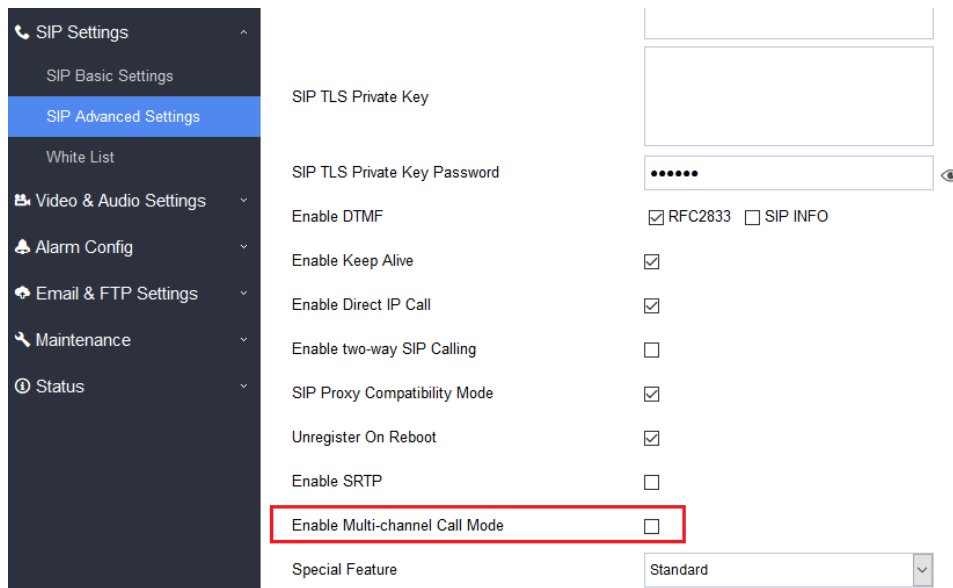 SIP Settings
SIP Basic Settings
SIP Advanced Settings
White List
Video & Audio Settings
Alarm Config
Email & FTP Settings
Maintenance
Status
SIP TLS Private Key
SIP TLS Private Key Password ••••••
Enable DTMF RFC2833 SIP INFO
Enable Keep Alive
Enable Direct IP Call
Enable two-way SIP Calling
SIP Proxy Compatibility Mode
Unregister On Reboot
Enable SRTP
Enable Multi-channel Call Mode
Special Feature Standard